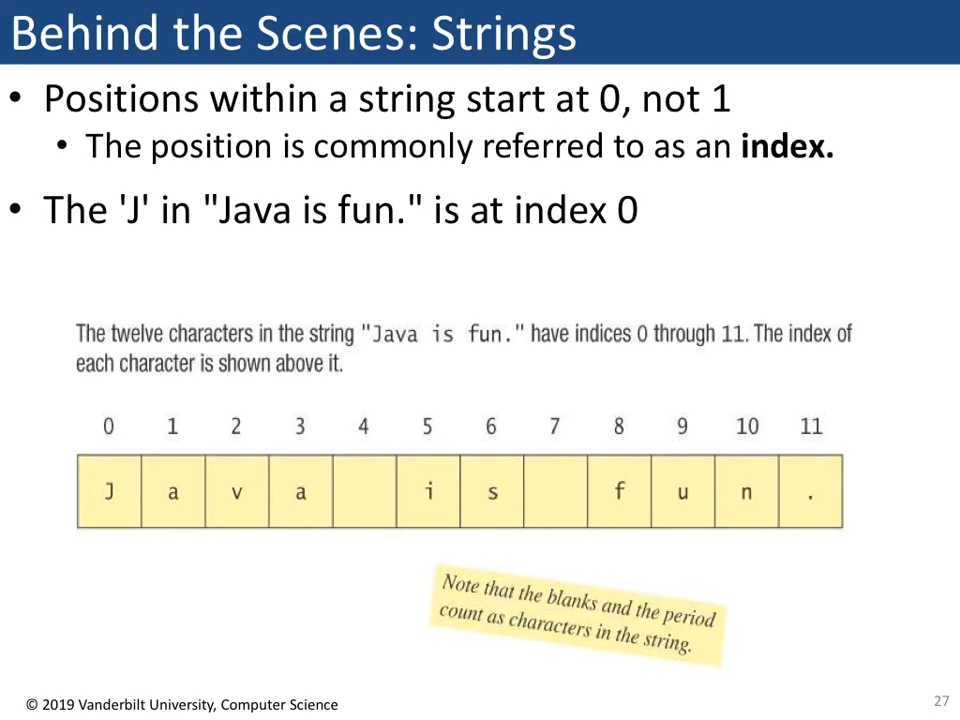 Behind the Scenes: Strings
• Positions within a string start at 0, not 1
• The position is commonly referred to as an index.
• The 'J' in "Java is fun." is at index 0
The twelve characters in the string "Java is fun." have indices 0 through 11. The index of
each character is shown above it.
0 1 2 3 4 5 6 7 8 9 10 11
J a v a i s f u n .
Note that the blanks and the period
count as characters in the string.
© 2019 Vanderbilt University, Computer Science
27